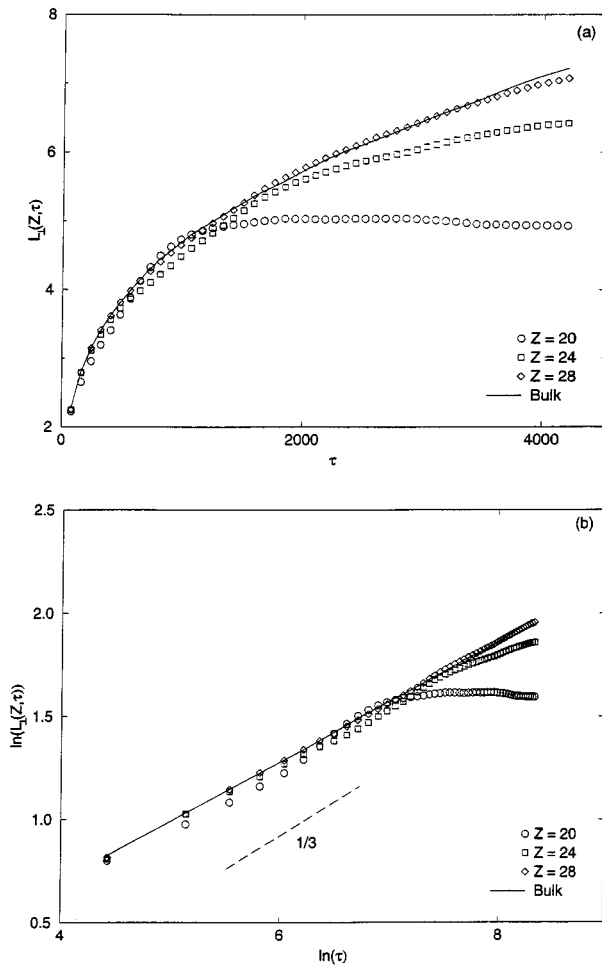 (a)
8
6
4
2
L⊥(Z,τ)
0
2000
4000
τ
○ Z = 20
□ Z = 24
◇ Z = 28
— Bulk
(b)
2.5
2.0
1.5
1.0
0.5
ln(L⊥(Z,τ))
1/3
4
6
8
ln(τ)
○ Z = 20
□ Z = 24
◇ Z = 28
— Bulk